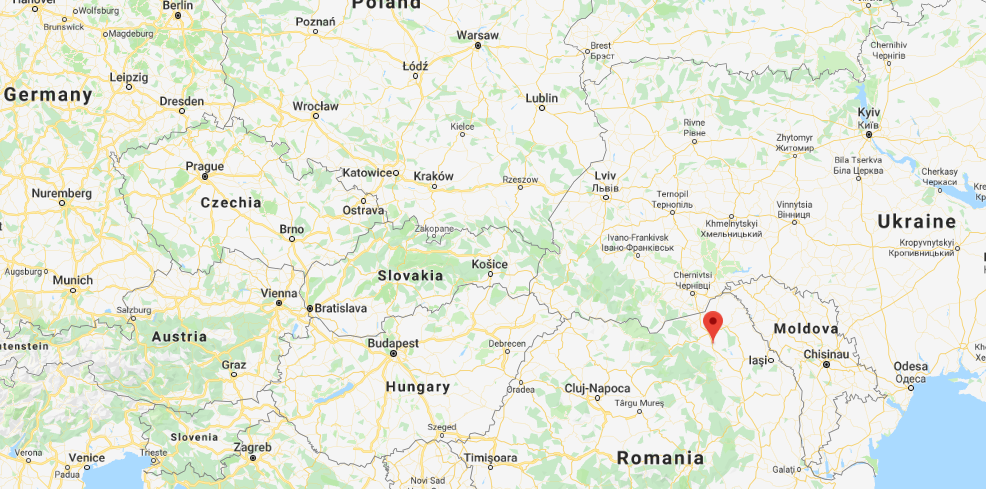 Hanover
Wolfsburg
Brunswick
Magdeburg
Berlin
Poznań
Poland
Warsaw
Brest
Брэст
Chernihiv
Чернігів
Łódź
Leipzig
Germany
Dresden
Wrocław
Lublin
Kielce
Kyiv
Київ
Rivne
Рівне
Zhytomyr
Житомир
Prague
Katowice
Kraków
Rzeszow
Lviv
Львів
Bila Tserkva
Біла Церква
Cherkasy
Черкаси
Nuremberg
Czechia
Ostrava
Ternopil
Тернопіль
Vinnytsia
Вінниця
Khmelnytskyi
Хмельницький
Ukraine
Brno
Zakopane
Ivano-Frankivsk
Івано-Франківськ
Kropyvnytskyi
Кропивницький
Augsburg
Munich
Slovakia
Košice
Chernivtsi
Чернівці
Vienna
Bratislava
Salzburg
Austria
Moldova
Budapest
Debrecen
Iași
Chisinau
Graz
Hungary
Oradea
Cluj-Napoca
Târgu Mureș
Odesa
Одеса
Slovenia
Szeged
Zagreb
Verona
Venice
Padua
Trieste
Timișoara
Romania
Galați
Novi Sad
Нови Сад